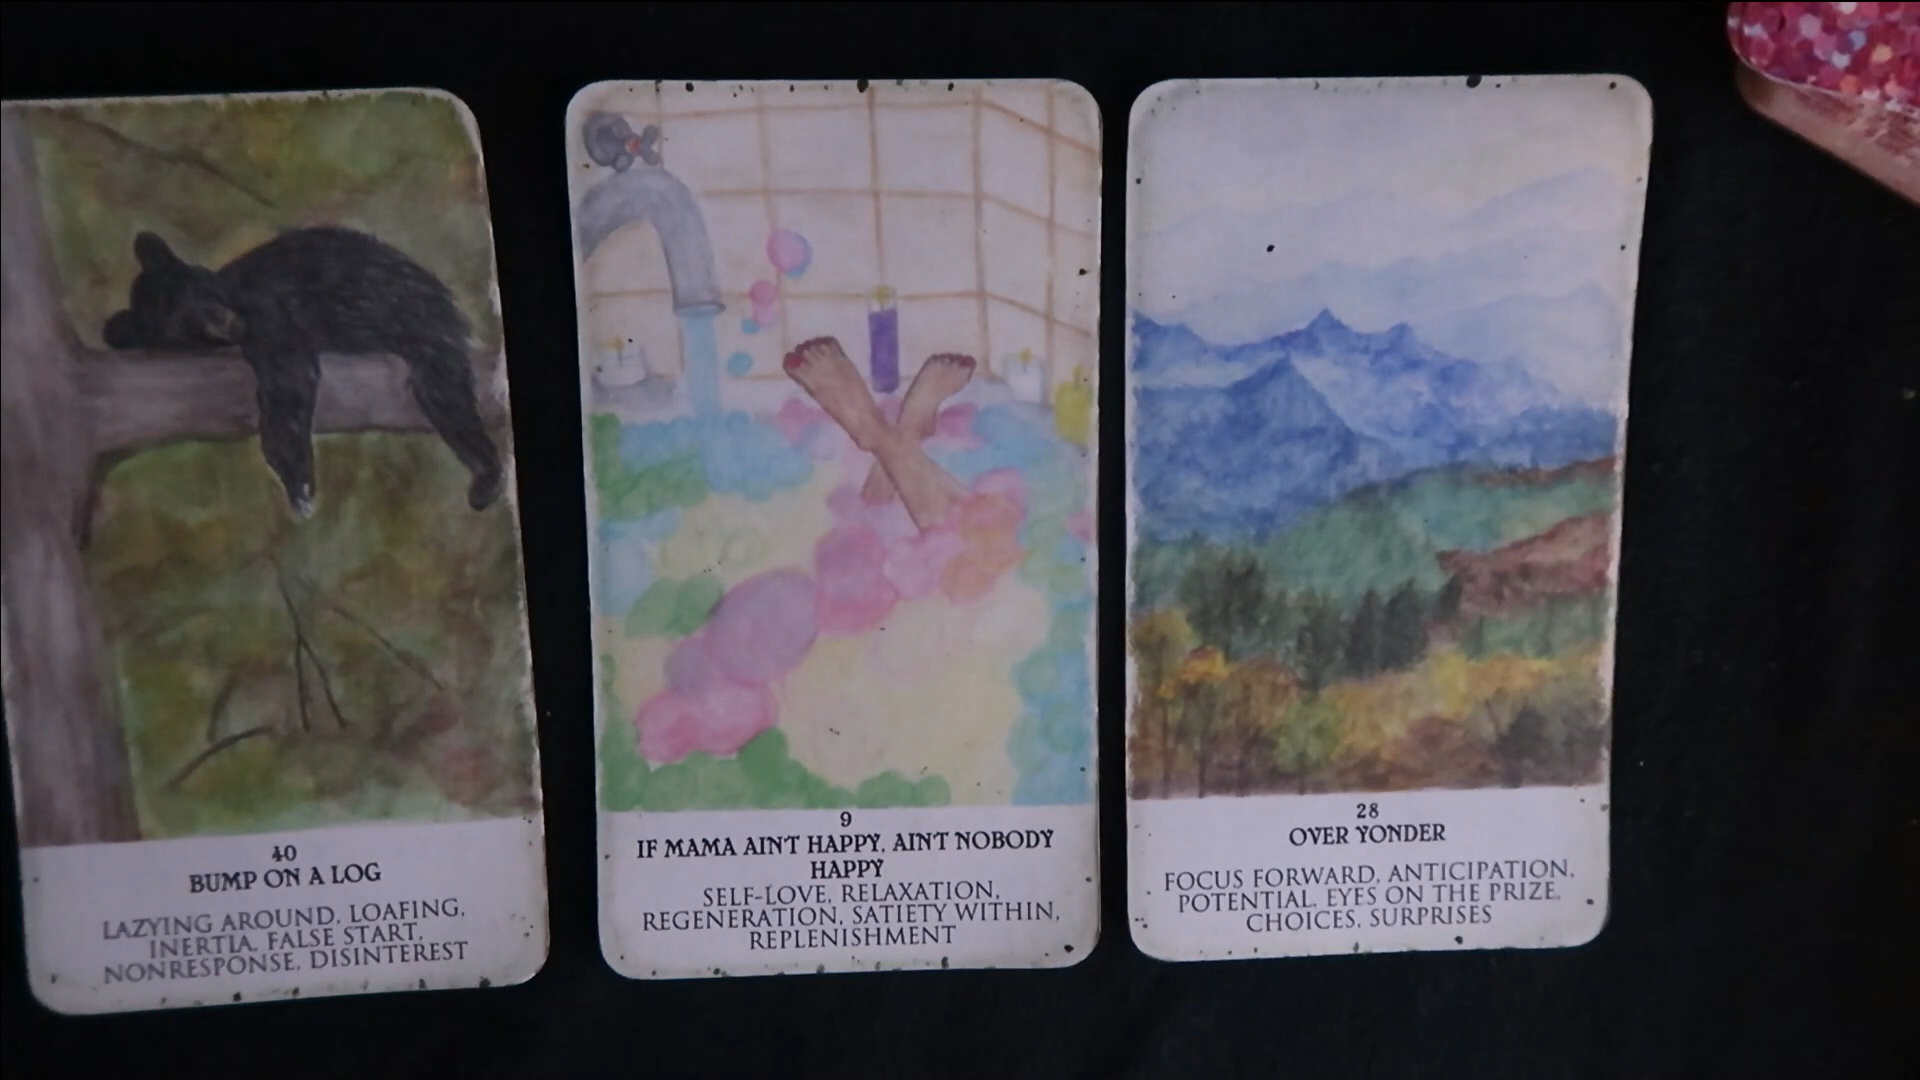 40
BUMP ON A LOG
LAZYING AROUND, LOAFING,
INERTIA, FALSE START,
NONRESPONSE, DISINTEREST
9
IF MAMA AIN'T HAPPY, AIN'T NOBODY
HAPPY
SELF-LOVE, RELAXATION,
REGENERATION, SATIETY WITHIN,
REPLENISHMENT
28
OVER YONDER
FOCUS FORWARD, ANTICIPATION,
POTENTIAL, EYES ON THE PRIZE,
CHOICES, SURPRISES